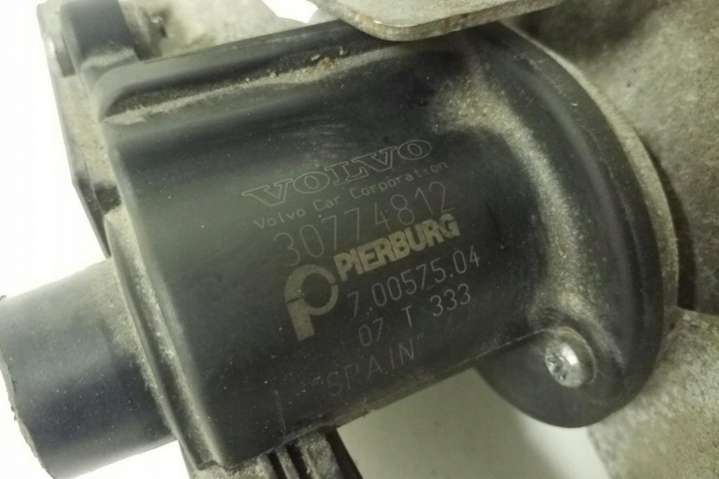 VOLVO
Volvo Car Corporation
30774812
PIERBURG
7.00575.04
07 T 333
"SPAIN"